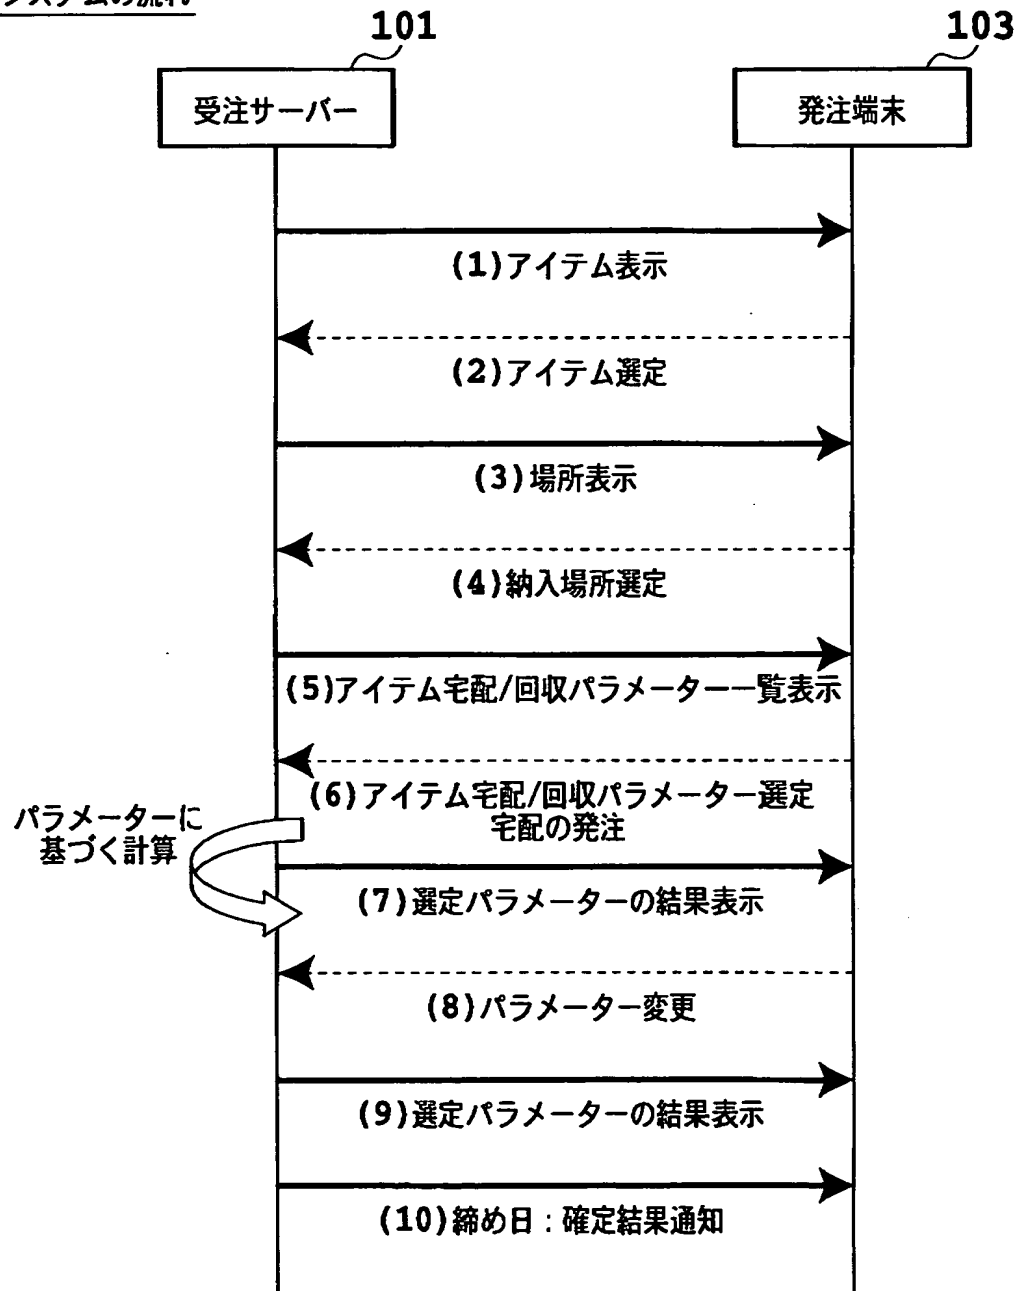 システムの流れ
101
103
受注サーバー
発注端末
(1)アイテム表示
(2)アイテム選定
(3)場所表示
(4)納入場所選定
(5)アイテム宅配/回収パラメーター一覧表示
(6)アイテム宅配/回収パラメーター選定
宅配の発注
パラメーターに
基づく計算
(7)選定パラメーターの結果表示
(8)パラメーター変更
(9)選定パラメーターの結果表示
(10)締め日:確定結果通知